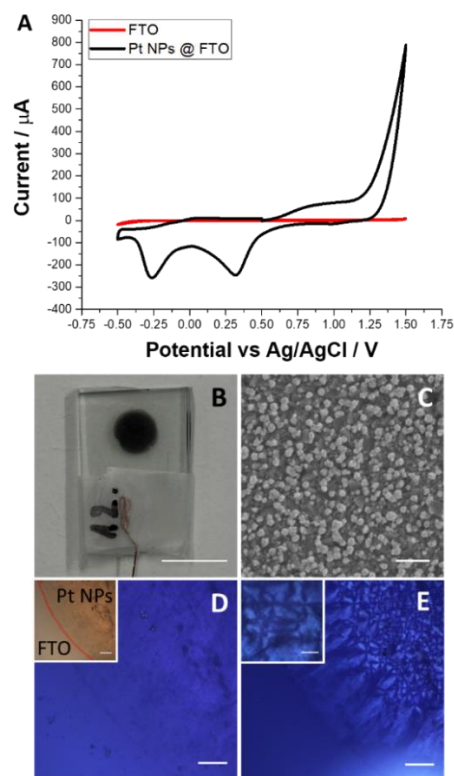 A
FTO
Pt NPs @ FTO
900
800
700
600
500
400
300
200
100
0
-100
-200
-300
-400
Current / μA
-0.75 -0.50 -0.25 0.00 0.25 0.50 0.75 1.00 1.25 1.50 1.75
Potential vs Ag/AgCl / V
B
C
Pt NPs
FTO
D
E